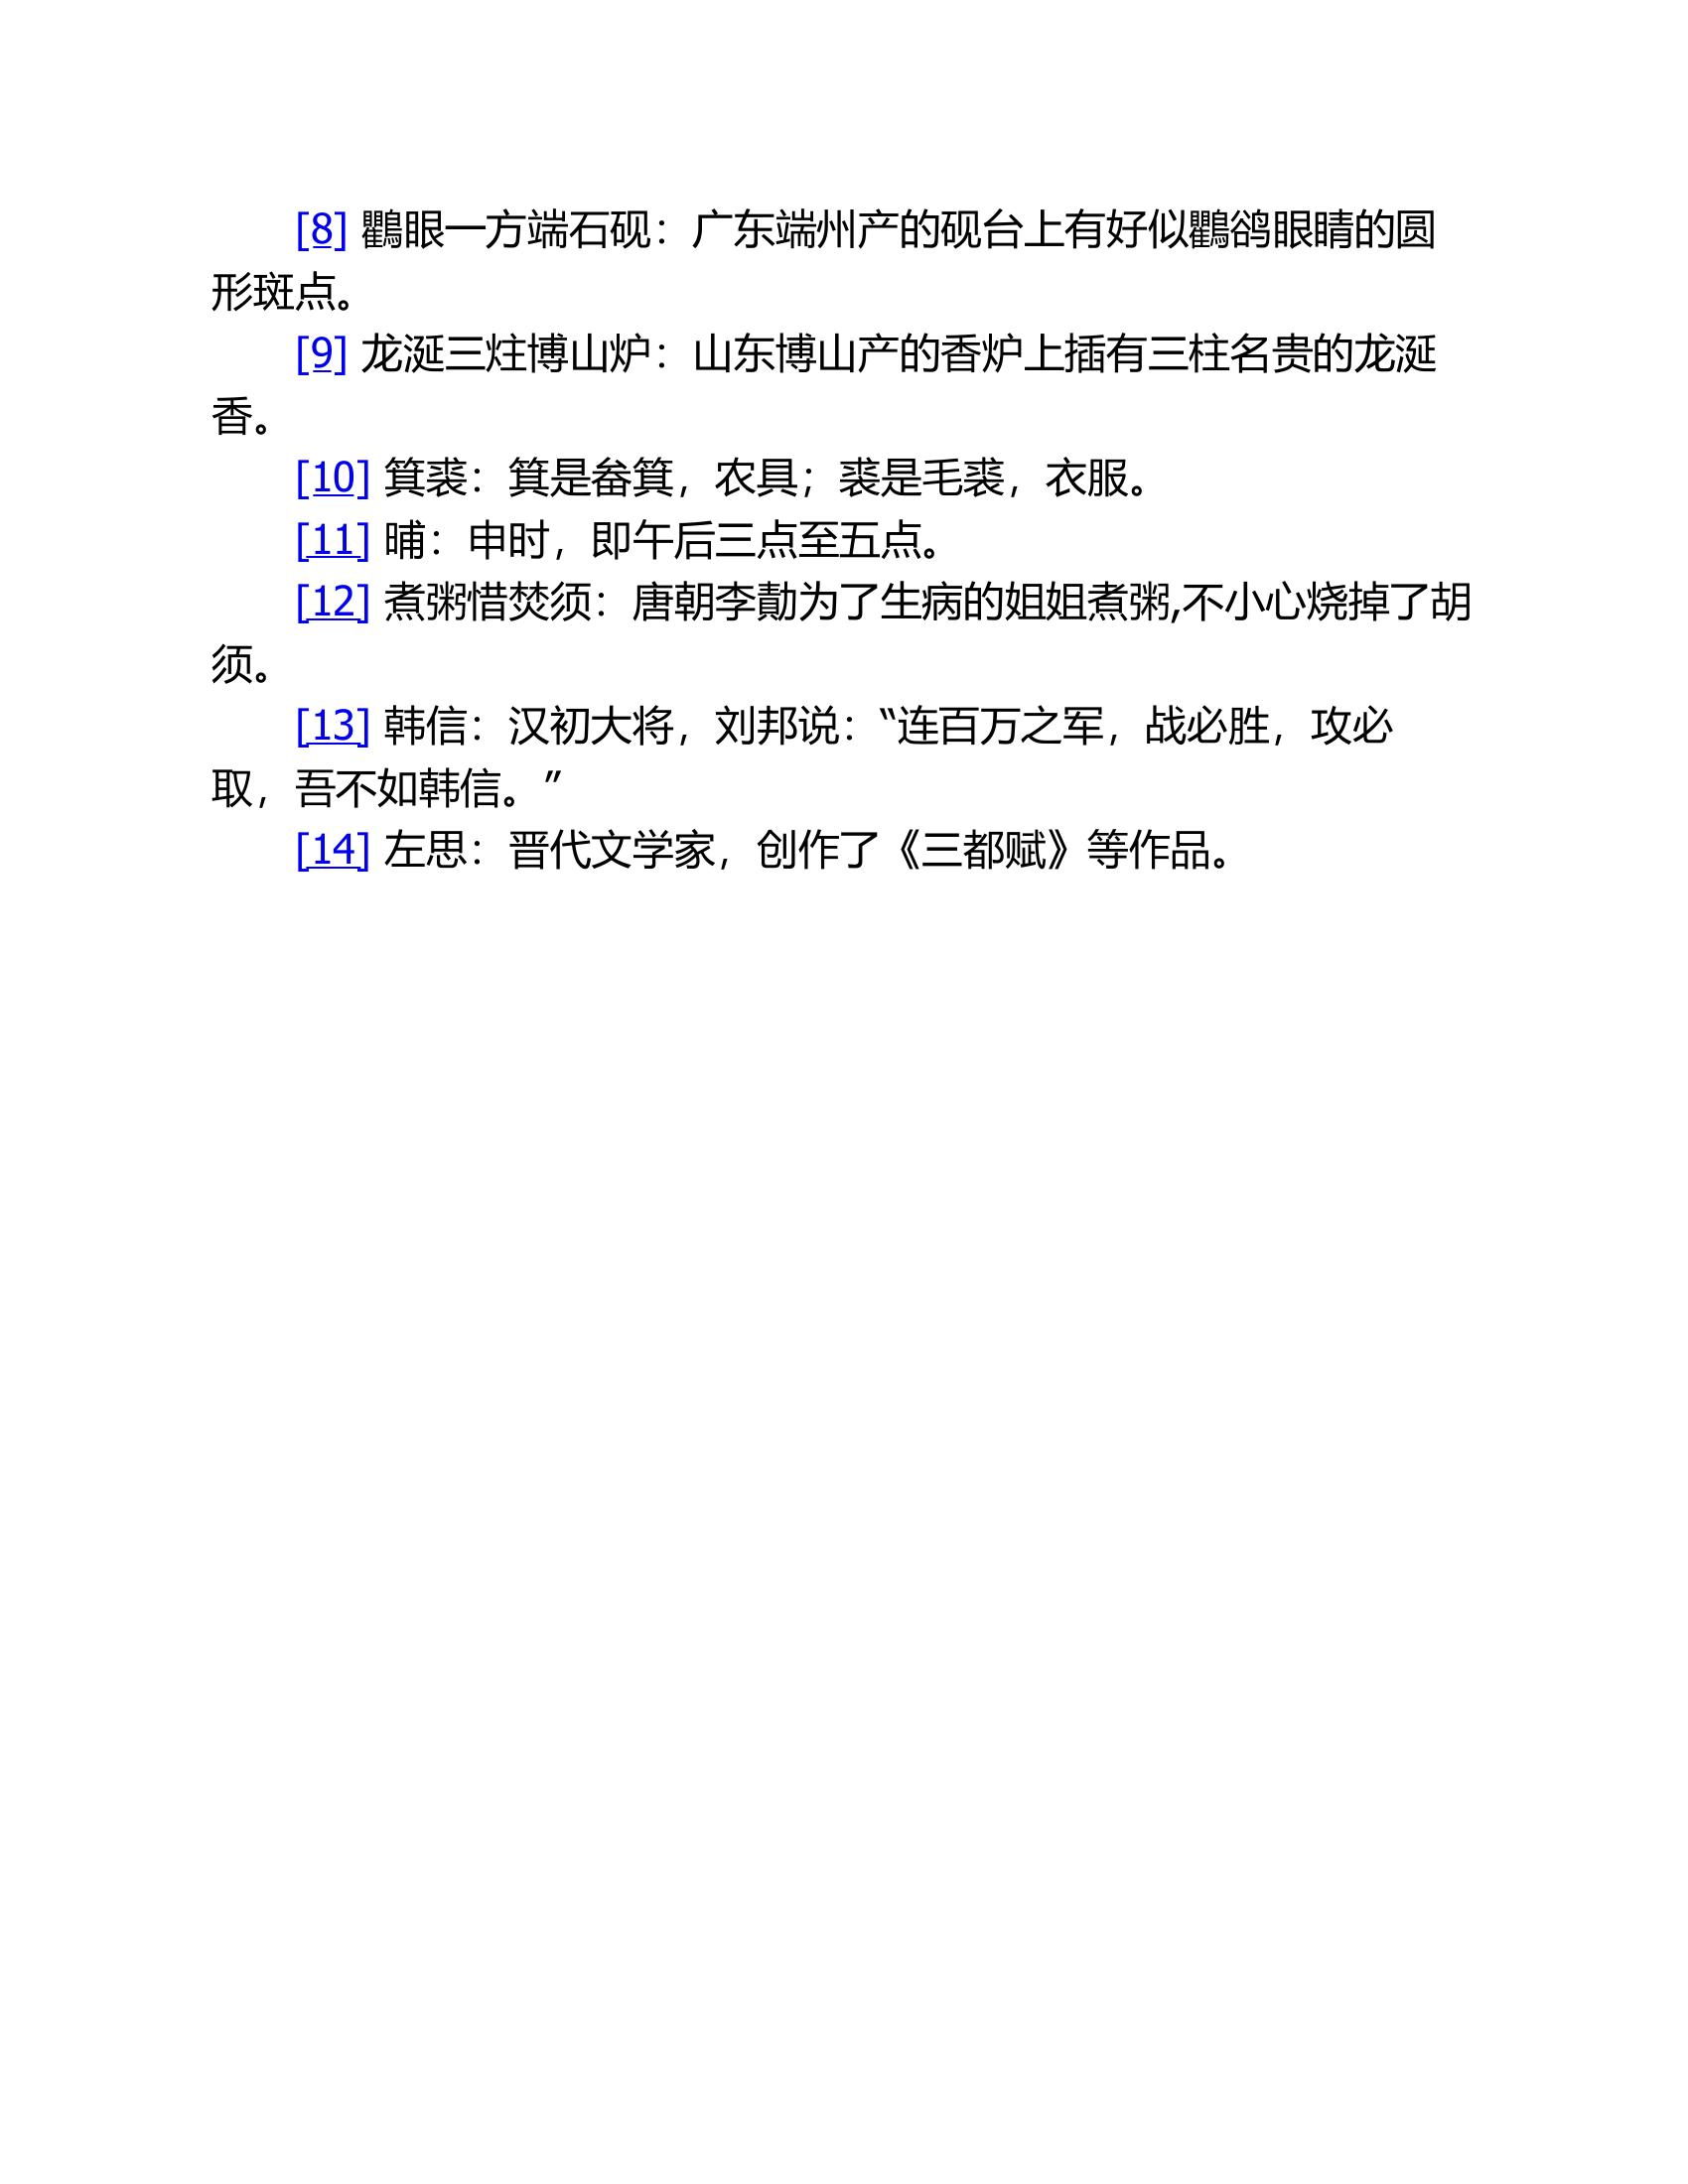 [8] 鸜眼一方端石砚：广东端州产的砚台上有好似鸜鹆眼睛的圆
形斑点。
[9] 龙涎三炷博山炉：山东博山产的香炉上插有三柱名贵的龙涎
香。
[10] 箕裘：箕是畚箕，农具；裘是毛裘，衣服。
[11] 晡：申时，即午后三点至五点。
[12] 煮粥惜焚须：唐朝李勣为了生病的姐姐煮粥,不小心烧掉了胡
须。
[13] 韩信：汉初大将，刘邦说：“连百万之军，战必胜，攻必
取，吾不如韩信。”
[14] 左思：晋代文学家，创作了《三都赋》等作品。